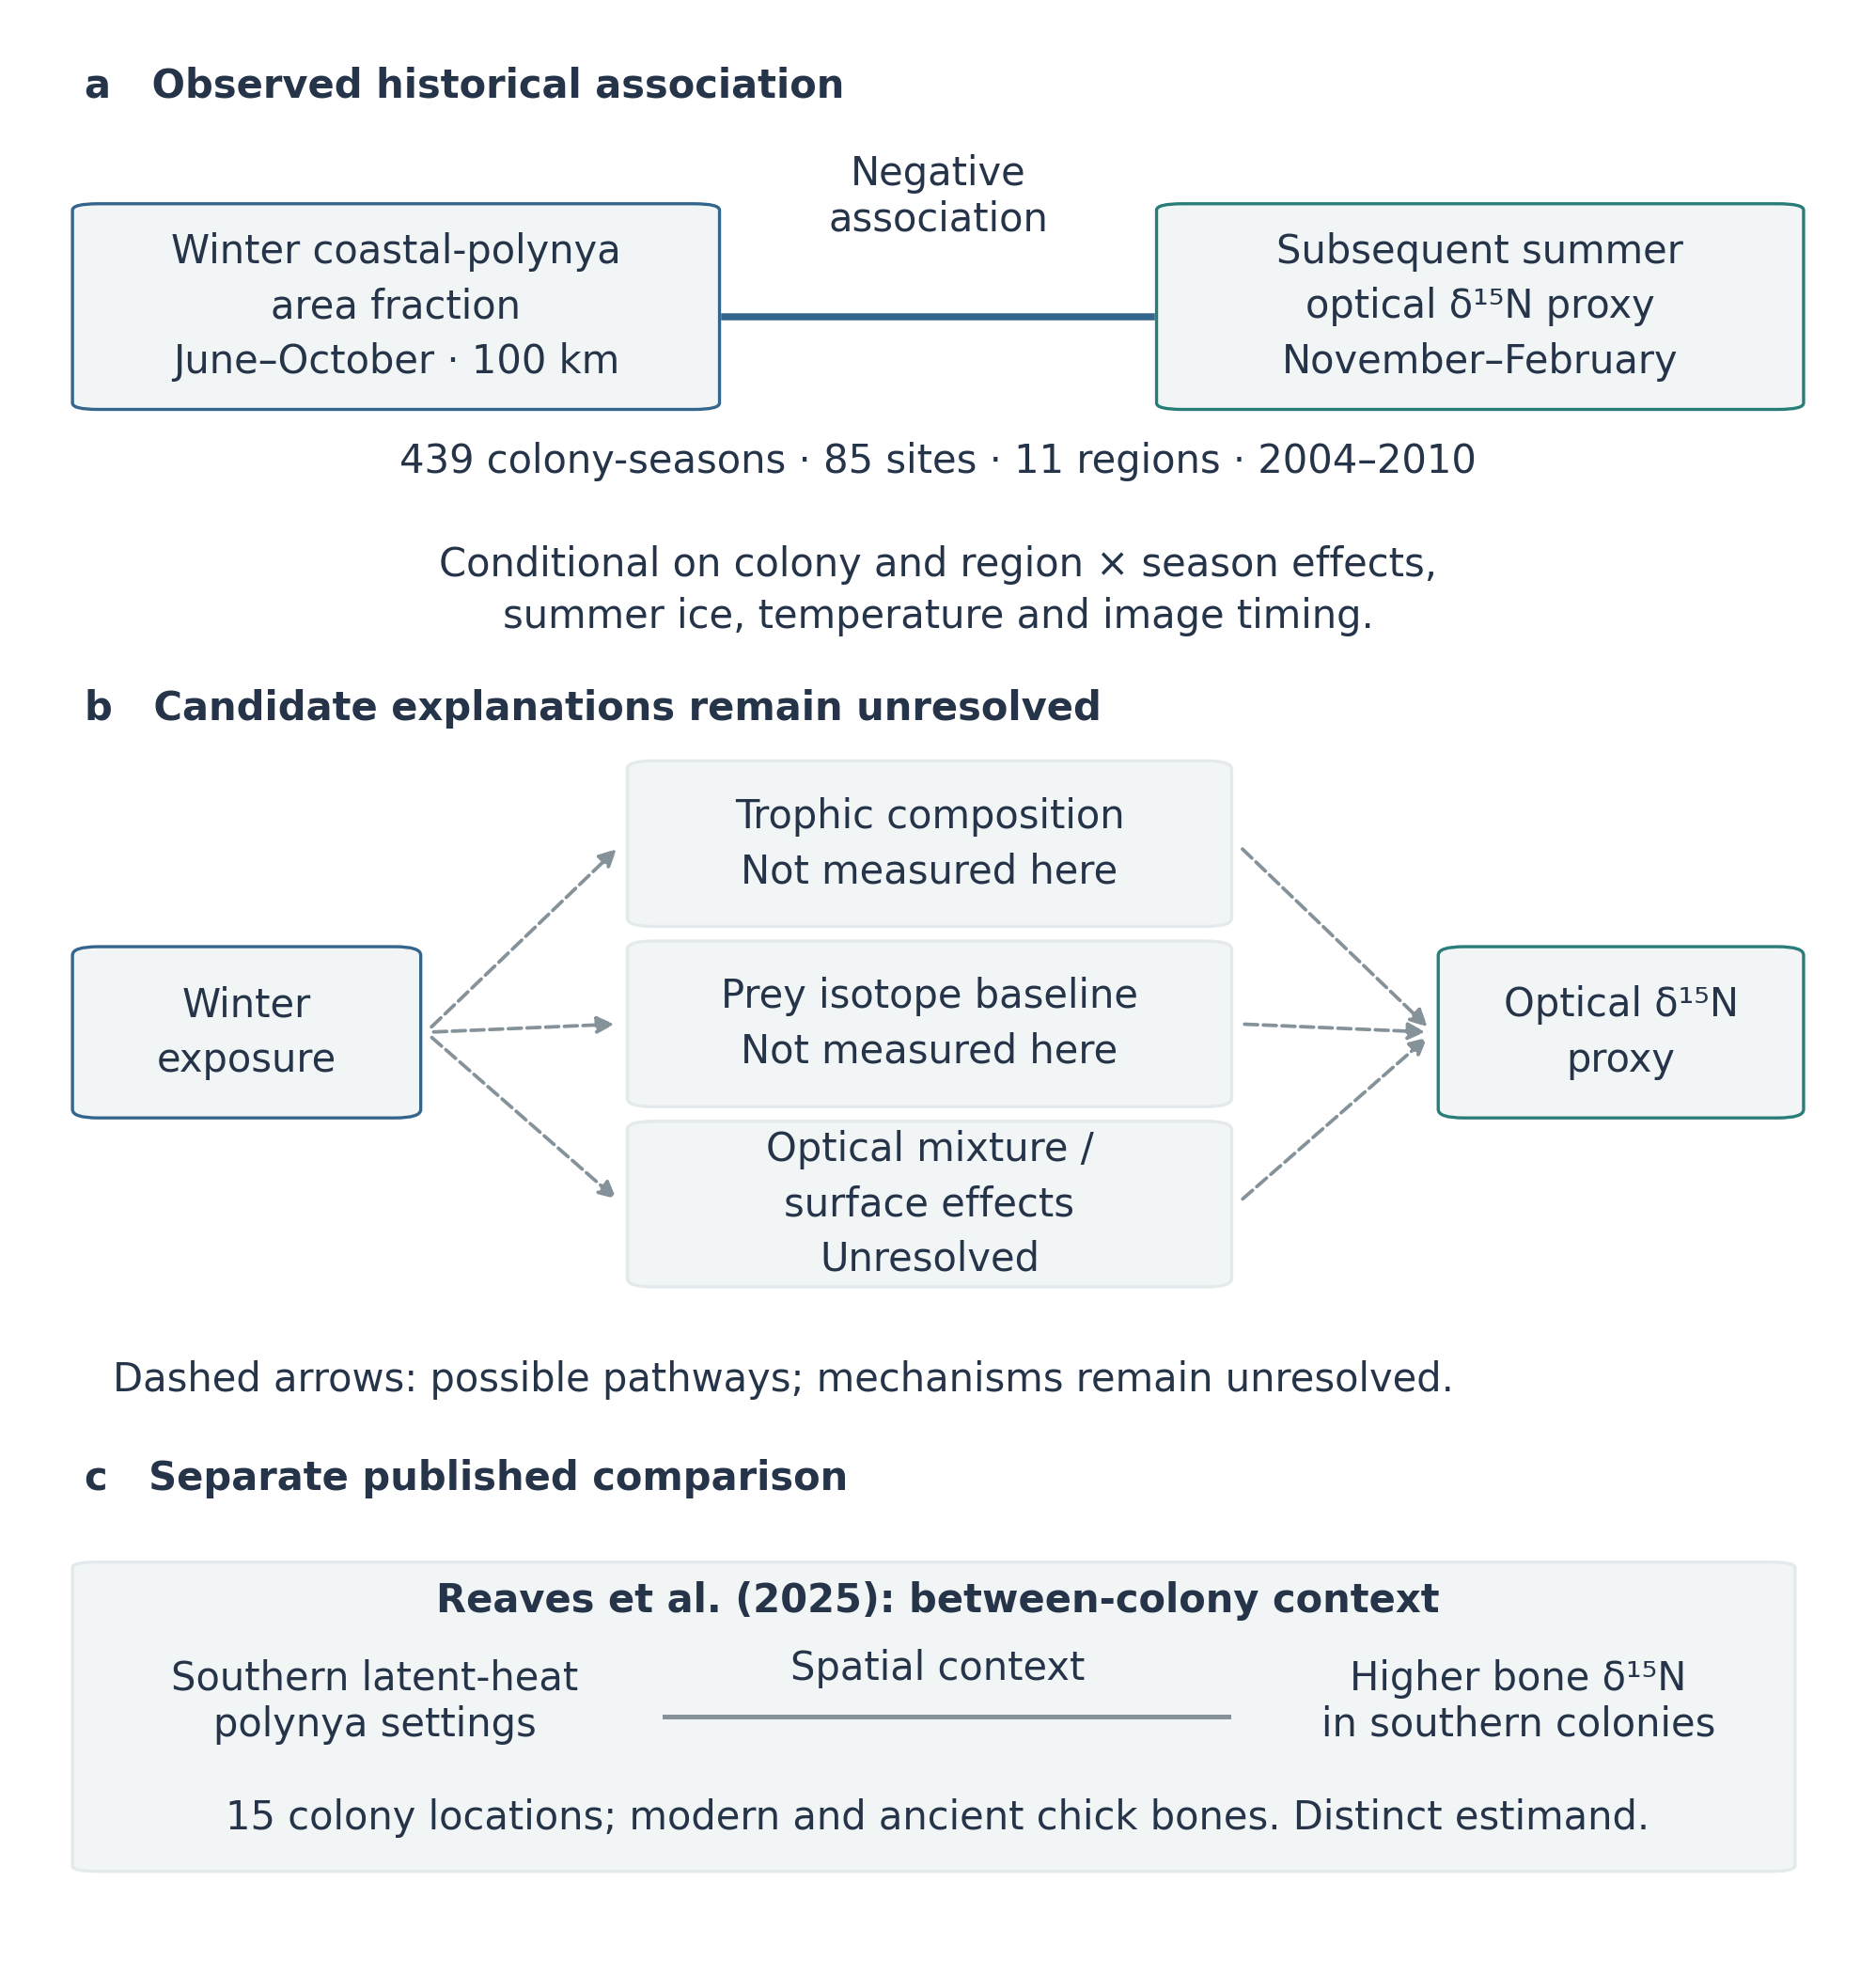 a Observed historical association
Negative
association
Winter coastal-polynya
area fraction
June–October · 100 km
Subsequent summer
optical δ¹⁵N proxy
November–February
439 colony-seasons · 85 sites · 11 regions · 2004–2010
Conditional on colony and region × season effects,
summer ice, temperature and image timing.
b Candidate explanations remain unresolved
Winter
exposure
Trophic composition
Not measured here
Prey isotope baseline
Not measured here
Optical mixture /
surface effects
Unresolved
Optical δ¹⁵N
proxy
Dashed arrows: possible pathways; mechanisms remain unresolved.
c Separate published comparison
Reaves et al. (2025): between-colony context
Southern latent-heat
polynya settings
Spatial context
Higher bone δ¹⁵N
in southern colonies
15 colony locations; modern and ancient chick bones. Distinct estimand.